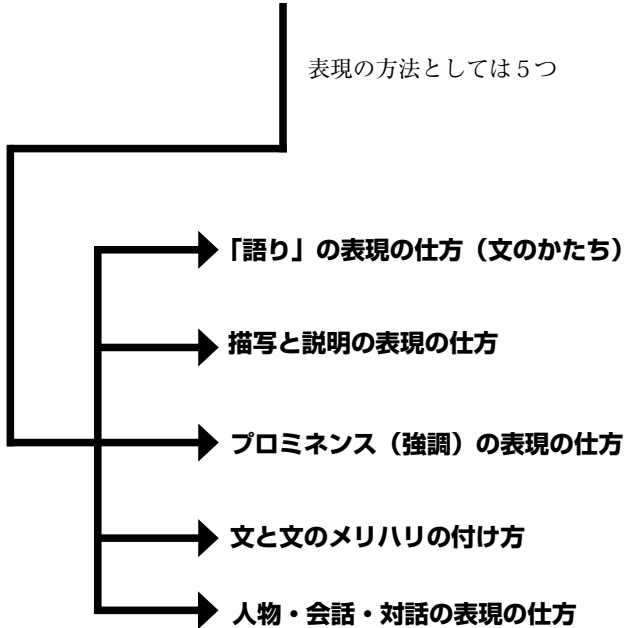 表現の方法としては５つ
「語り」の表現の仕方（文のかたち）
描写と説明の表現の仕方
プロミネンス（強調）の表現の仕方
文と文のメリハリの付け方
人物・会話・対話の表現の仕方